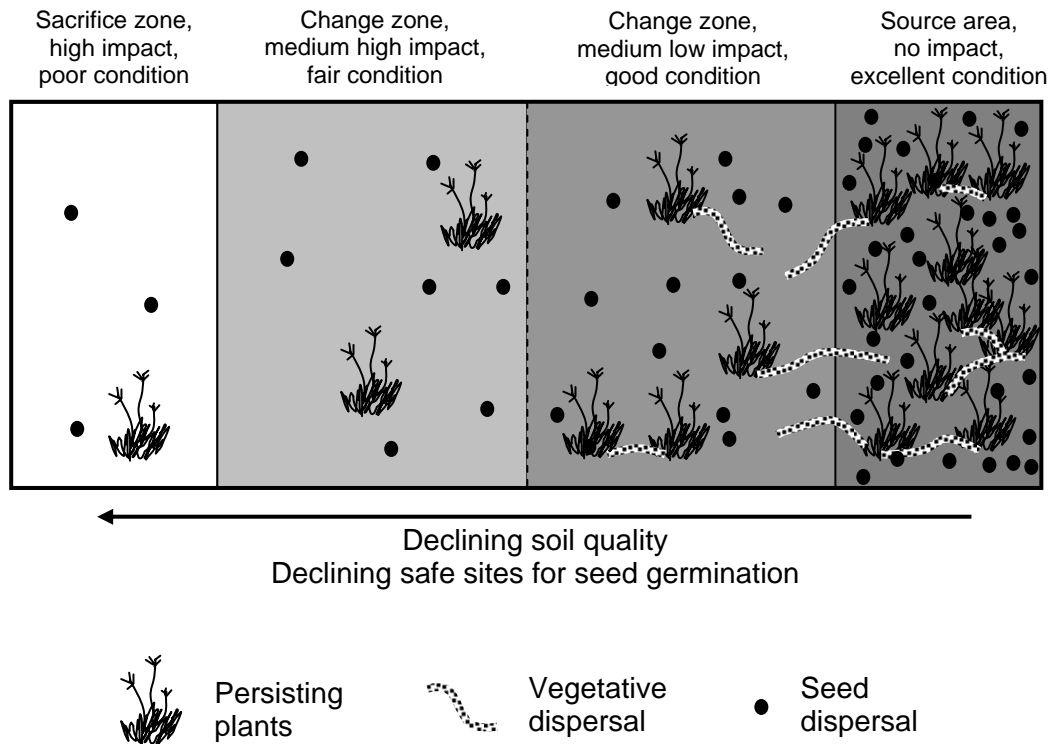 Sacrifice zone,
high impact,
poor condition
Change zone,
medium high impact,
fair condition
Change zone,
medium low impact,
good condition
Source area,
no impact,
excellent condition
Declining soil quality
Declining safe sites for seed germination
Persisting
plants
Vegetative
dispersal
Seed
dispersal